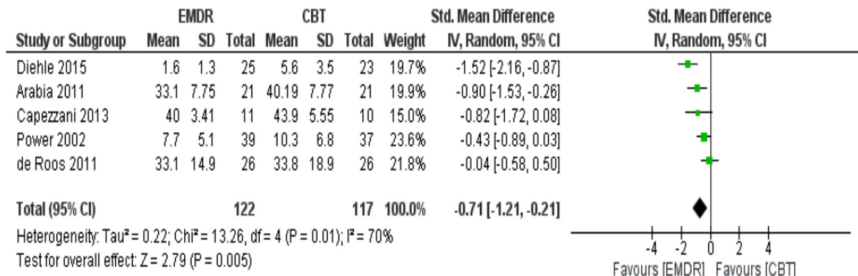 EMDR CBT Std. Mean Difference Std. Mean Difference
Study or Subgroup Mean SD Total Mean SD Total Weight IV, Random, 95% CI IV, Random, 95% CI
Diehle 2015 1.6 1.3 25 5.6 3.5 23 19.7% -1.52 [-2.16, -0.87]
Arabia 2011 33.1 7.75 21 40.19 7.77 21 19.9% -0.90 [-1.53, -0.26]
Capezzani 2013 40 3.41 11 43.9 5.55 10 15.0% -0.82 [-1.72, 0.08]
Power 2002 7.7 5.1 39 10.3 6.8 37 23.6% -0.43 [-0.89, 0.03]
de Roos 2011 33.1 14.9 26 33.8 18.9 26 21.8% -0.04 [-0.58, 0.50]
Total (95% CI) 122 117 100.0% -0.71 [-1.21, -0.21]
Heterogeneity: Tau² = 0.22; Chi² = 13.26, df = 4 (P = 0.01); I² = 70%
Test for overall effect: Z = 2.79 (P = 0.005)
-4 -2 0 2 4
Favours [EMDR] Favours [CBT]